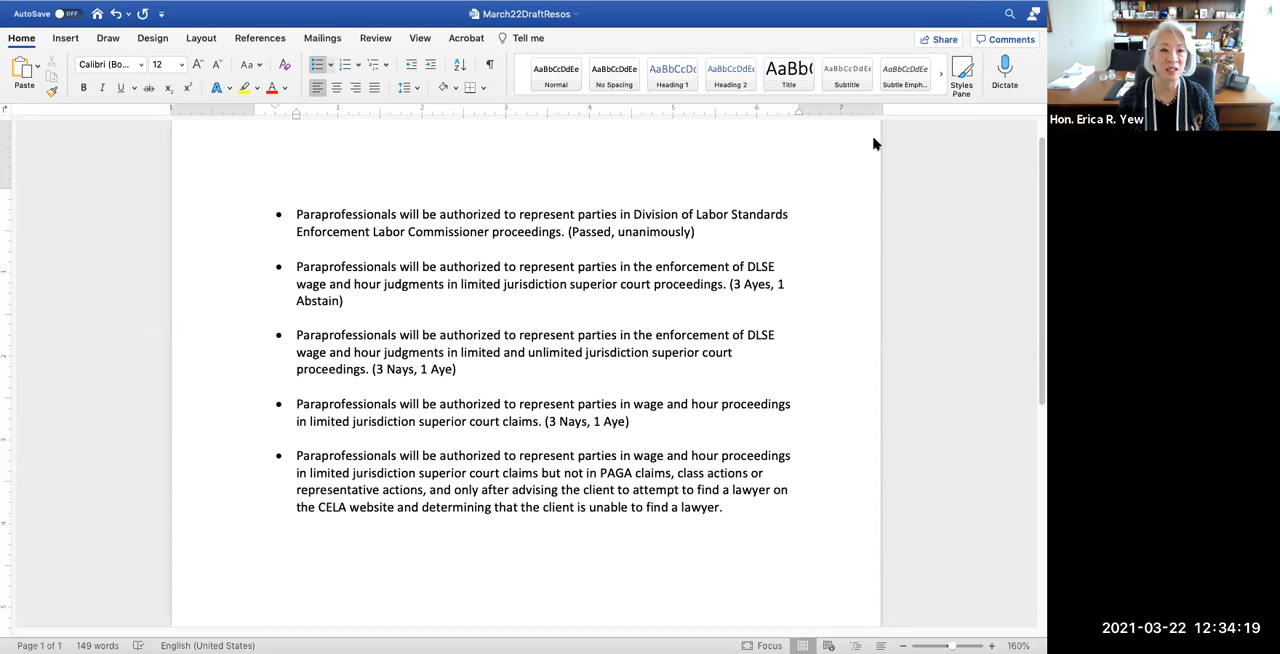 AutoSave OFF
March22DraftResos
Home Insert Draw Design Layout References Mailings Review View Acrobat Tell me
Share Comments
Paste
Calibri (Bo... 12
AaBbCcDdEe Normal
AaBbCcDdEe No Spacing
AaBbCcDc Heading 1
AaBbCcDdEe Heading 2
AaBb( Title
AaBbCcDdEe Subtitle
AaBbCcDdEe Subtle Emph...
Styles Pane
Dictate
1 1 2 3 4 5 6 7
Hon. Erica R. Yew
• Paraprofessionals will be authorized to represent parties in Division of Labor Standards
Enforcement Labor Commissioner proceedings. (Passed, unanimously)
• Paraprofessionals will be authorized to represent parties in the enforcement of DLSE
wage and hour judgments in limited jurisdiction superior court proceedings. (3 Ayes, 1
Abstain)
• Paraprofessionals will be authorized to represent parties in the enforcement of DLSE
wage and hour judgments in limited and unlimited jurisdiction superior court
proceedings. (3 Nays, 1 Aye)
• Paraprofessionals will be authorized to represent parties in wage and hour proceedings
in limited jurisdiction superior court claims. (3 Nays, 1 Aye)
• Paraprofessionals will be authorized to represent parties in wage and hour proceedings
in limited jurisdiction superior court claims but not in PAGA claims, class actions or
representative actions, and only after advising the client to attempt to find a lawyer on
the CELA website and determining that the client is unable to find a lawyer.
2021-03-22 12:34:19
Page 1 of 1 149 words English (United States) Focus 160%